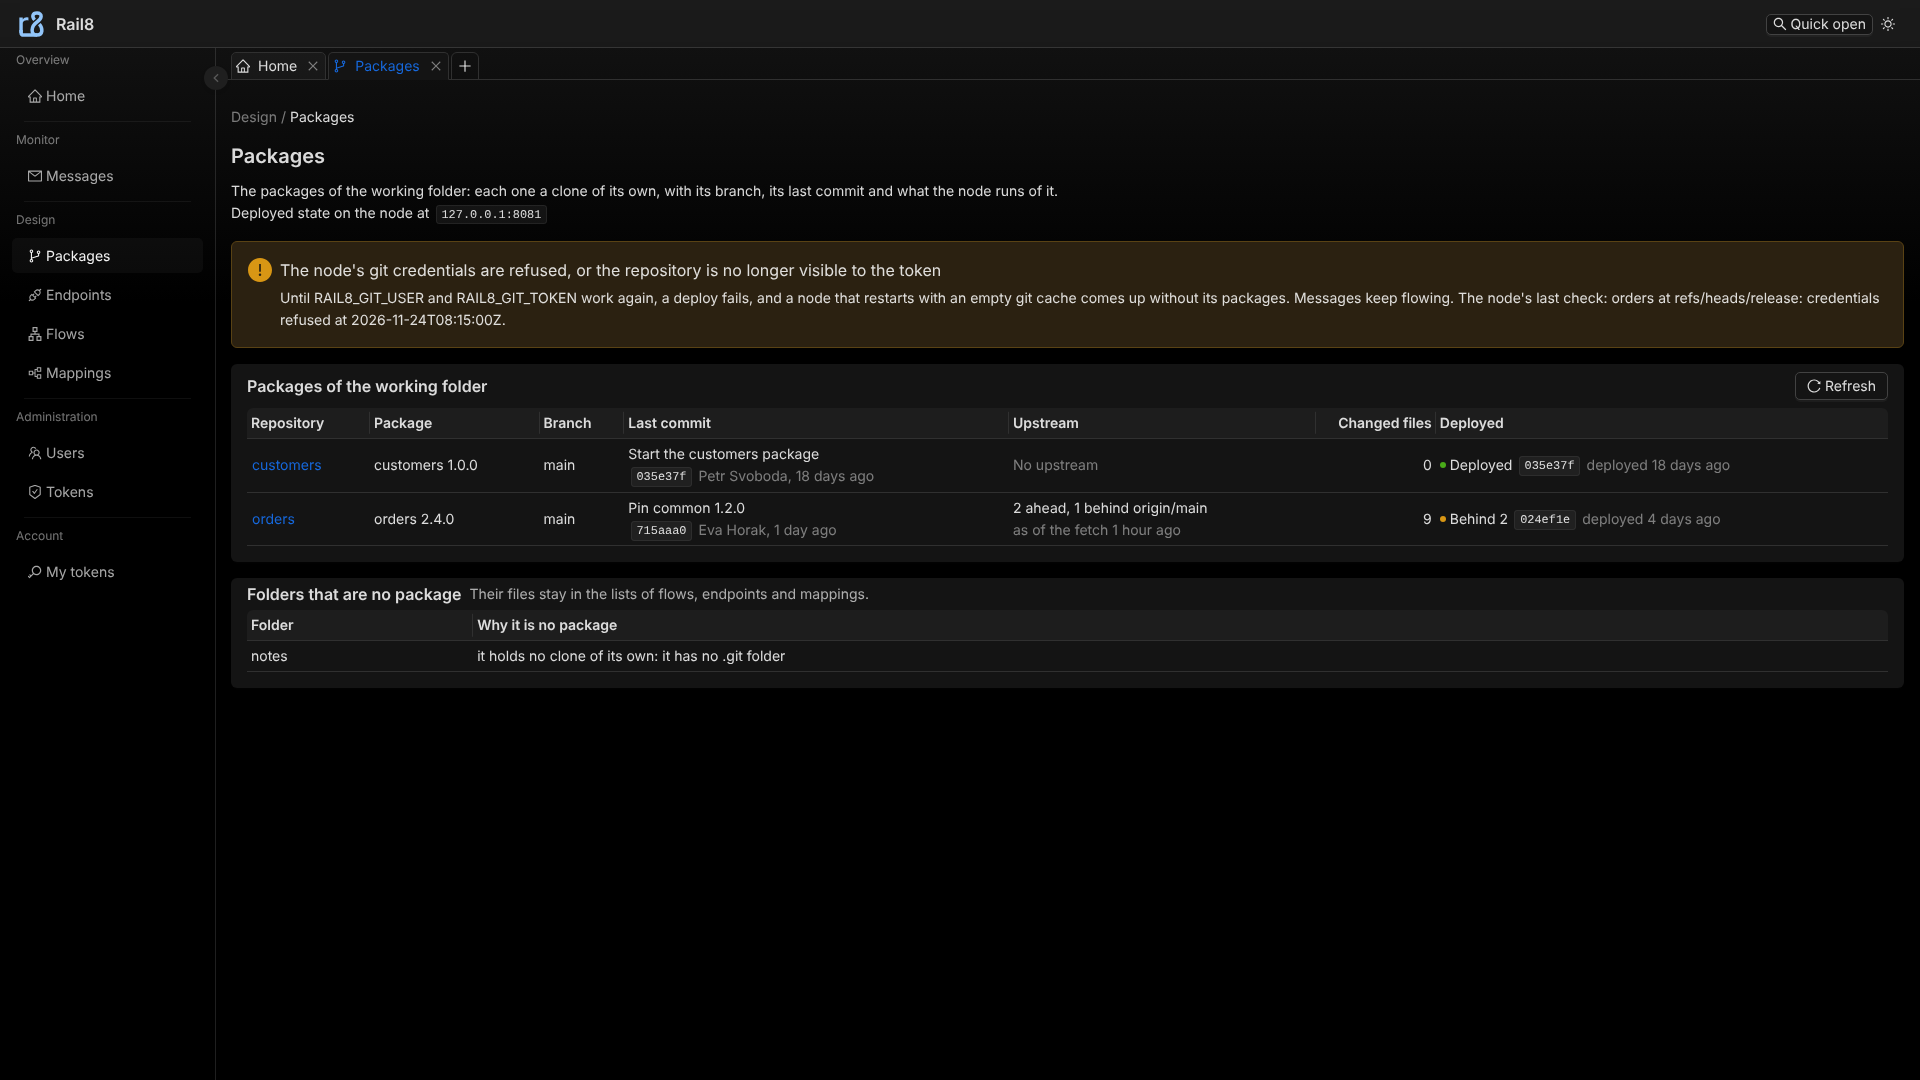 Rail8
Quick open
Overview
Home
Monitor
Messages
Design
Packages
Endpoints
Flows
Mappings
Administration
Users
Tokens
Account
My tokens
Home
Packages
Design / Packages
Packages
The packages of the working folder: each one a clone of its own, with its branch, its last commit and what the node runs of it.
Deployed state on the node at 127.0.0.1:8081
The node's git credentials are refused, or the repository is no longer visible to the token
Until RAIL8_GIT_USER and RAIL8_GIT_TOKEN work again, a deploy fails, and a node that restarts with an empty git cache comes up without its packages. Messages keep flowing. The node's last check: orders at refs/heads/release: credentials
refused at 2026-11-24T08:15:00Z.
Packages of the working folder
Refresh
Repository Package Branch Last commit Upstream Changed files Deployed
customers customers 1.0.0 main Start the customers package No upstream 0 Deployed 035e37f deployed 18 days ago
035e37f Petr Svoboda, 18 days ago
orders orders 2.4.0 main Pin common 1.2.0 2 ahead, 1 behind origin/main 9 Behind 2 024ef1e deployed 4 days ago
715aaa0 Eva Horak, 1 day ago as of the fetch 1 hour ago
Folders that are no package Their files stay in the lists of flows, endpoints and mappings.
Folder Why it is no package
notes it holds no clone of its own: it has no .git folder